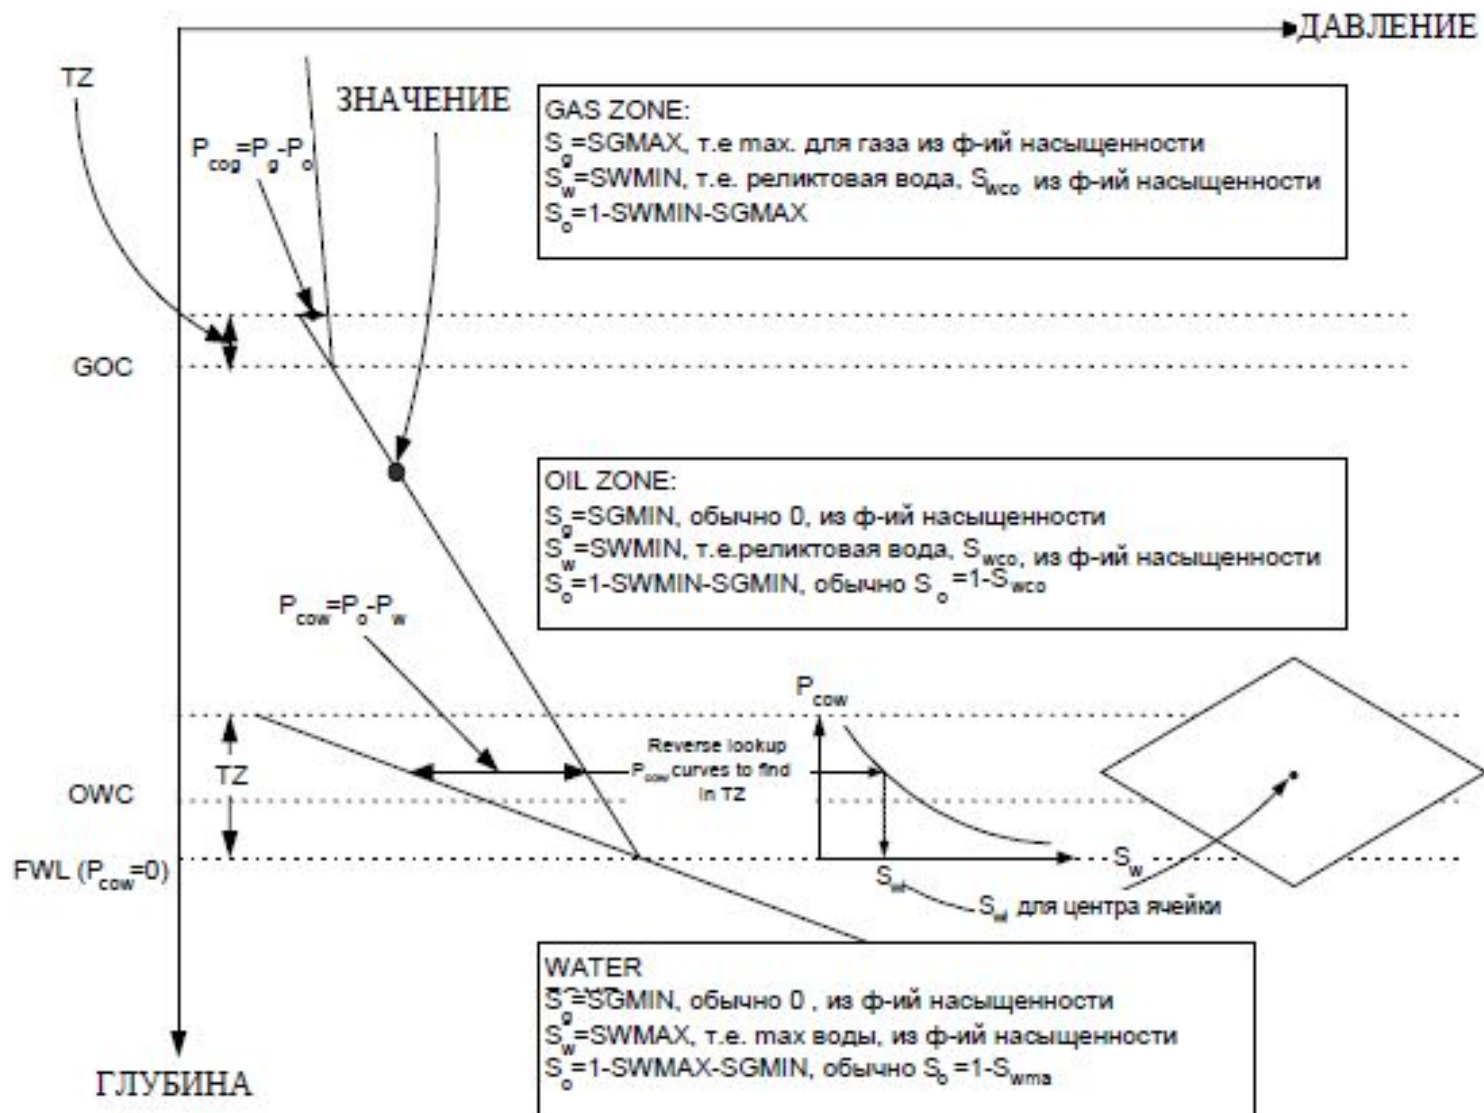 ДАВЛЕНИЕ
TZ
ЗНАЧЕНИЕ
P_cog=P_g-P_o
GAS ZONE:
S_g=SGMAX, т.е max. для газа из ф-ий насыщенности
S_w=SWMIN, т.е. реликтовая вода, S_wco из ф-ий насыщенности
S_o=1-SWMIN-SGMAX
GOC
OIL ZONE:
S_g=SGMIN, обычно 0, из ф-ий насыщенности
S_w=SWMIN, т.е.реликтовая вода, S_wco, из ф-ий насыщенности
S_o=1-SWMIN-SGMIN, обычно S_o=1-S_wco
P_cow=P_o-P_w
P_cow
Reverse lookup
P_cow curves to find
in TZ
TZ
OWC
FWL (P_cow=0)
S_w
S_wi
S_wi для центра ячейки
WATER
S_g=SGMIN, обычно 0 , из ф-ий насыщенности
S_w=SWMAX, т.е. max воды, из ф-ий насыщенности
S_o=1-SWMAX-SGMIN, обычно S_o=1-S_wma
ГЛУБИНА